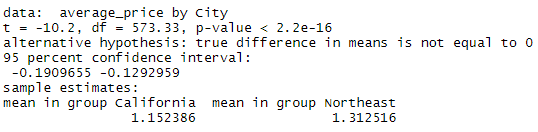 data: average_price by City
t = -10.2, df = 573.33, p-value < 2.2e-16
alternative hypothesis: true difference in means is not equal to 0
95 percent confidence interval:
-0.1909655 -0.1292959
sample estimates:
mean in group California mean in group Northeast
1.152386 1.312516